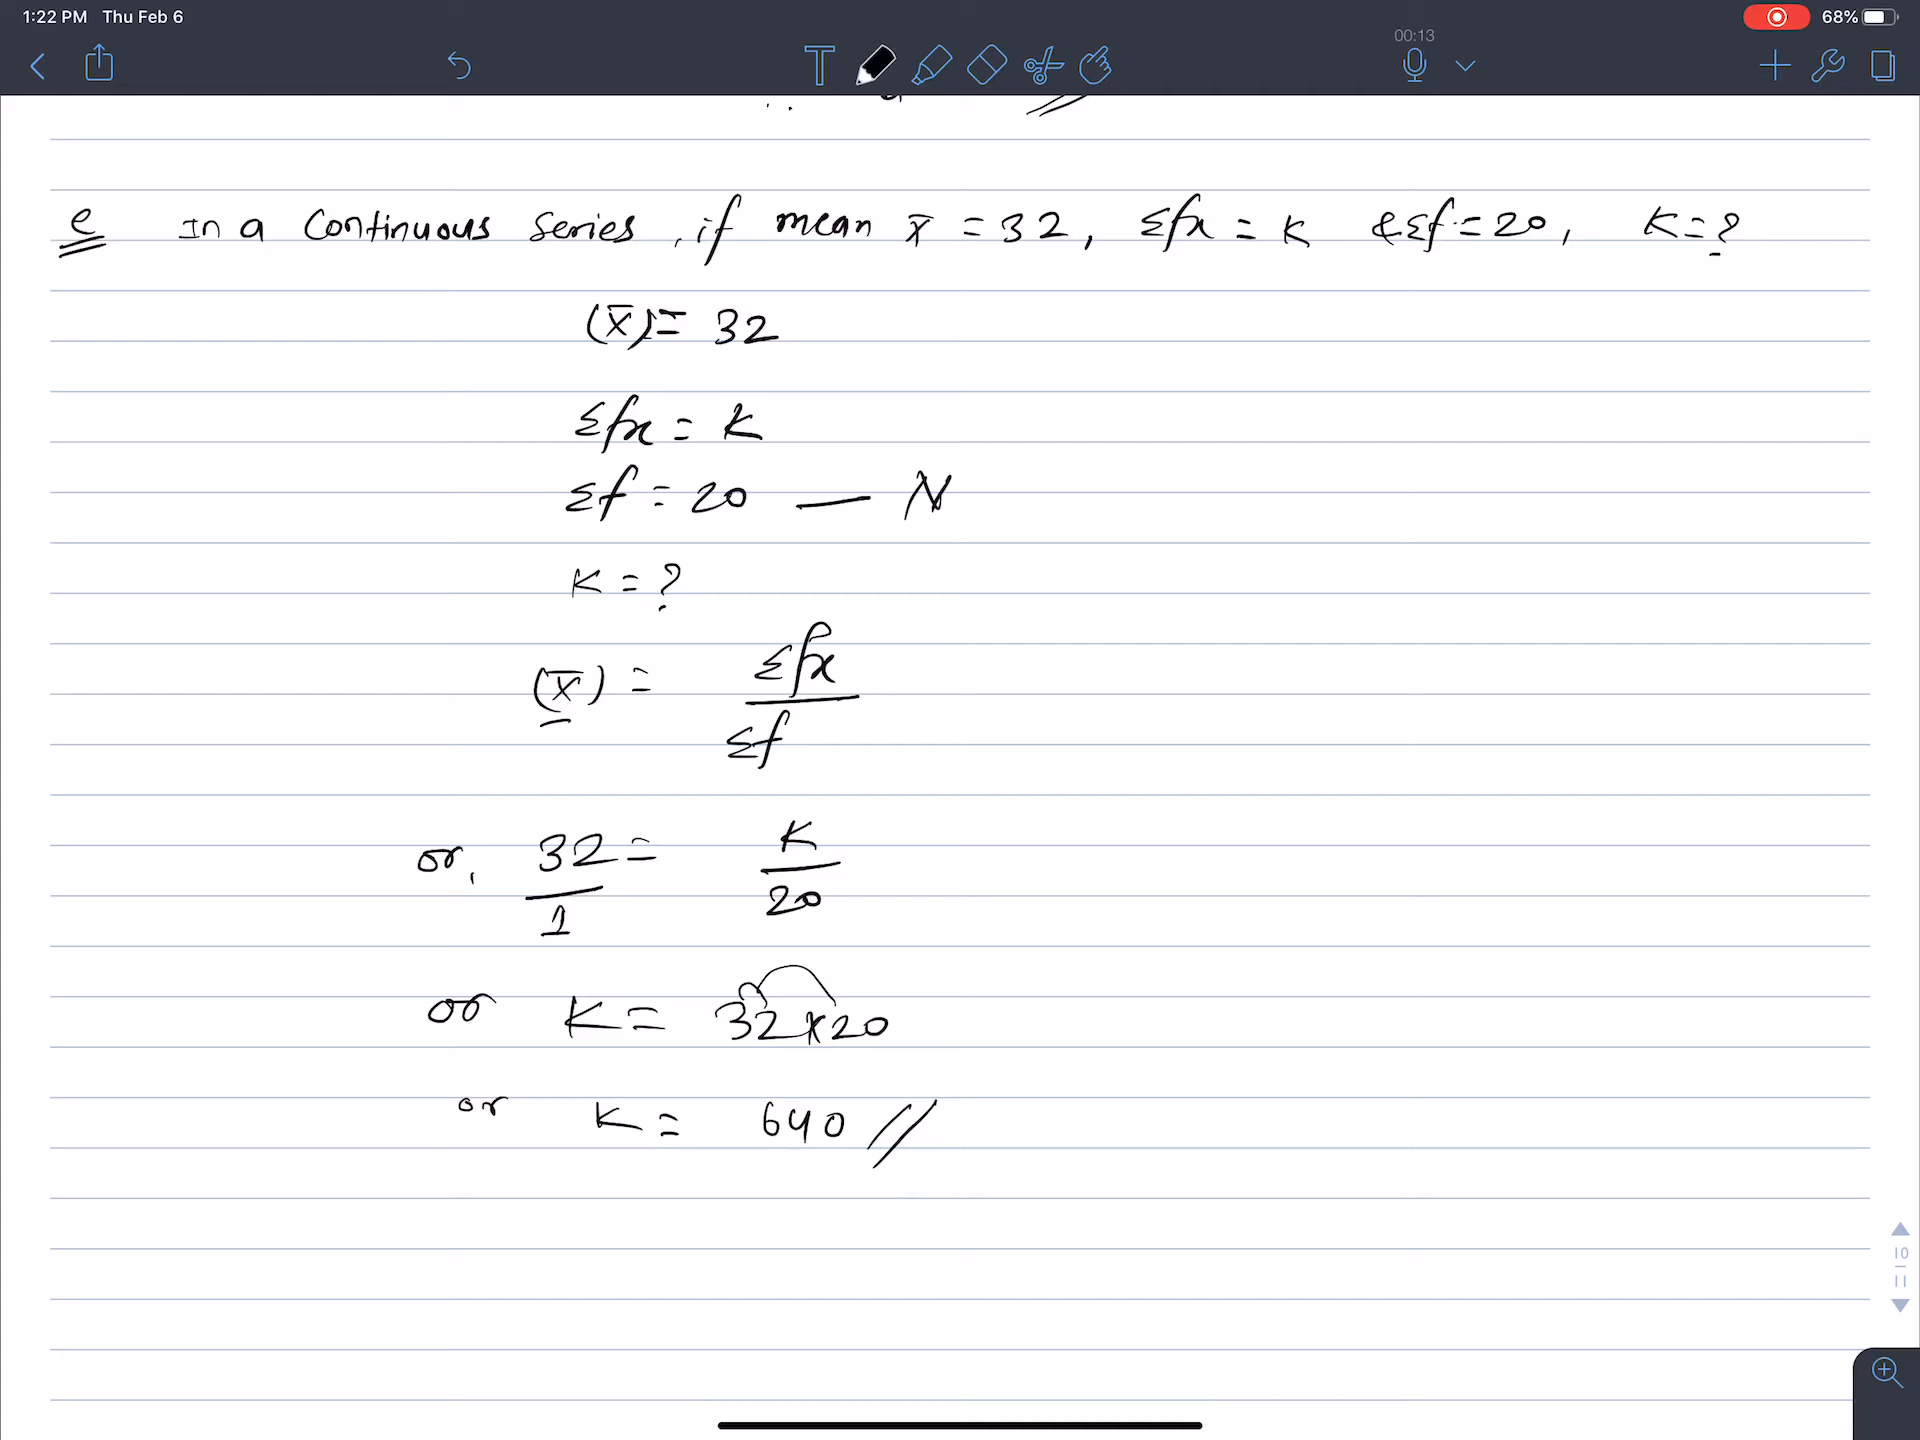 1:22 PM Thu Feb 6
68%
00:13
e In a Continuous Series, if mean x̄ = 32, Σfx = K & Σf = 20, K = ?
(x̄) = 32
Σfx = K
Σf = 20 — N
K = ?
(x̄) = Σfx / Σf
or, 32/1 = K/20
or K = 32×20
or K = 640 //
10
11